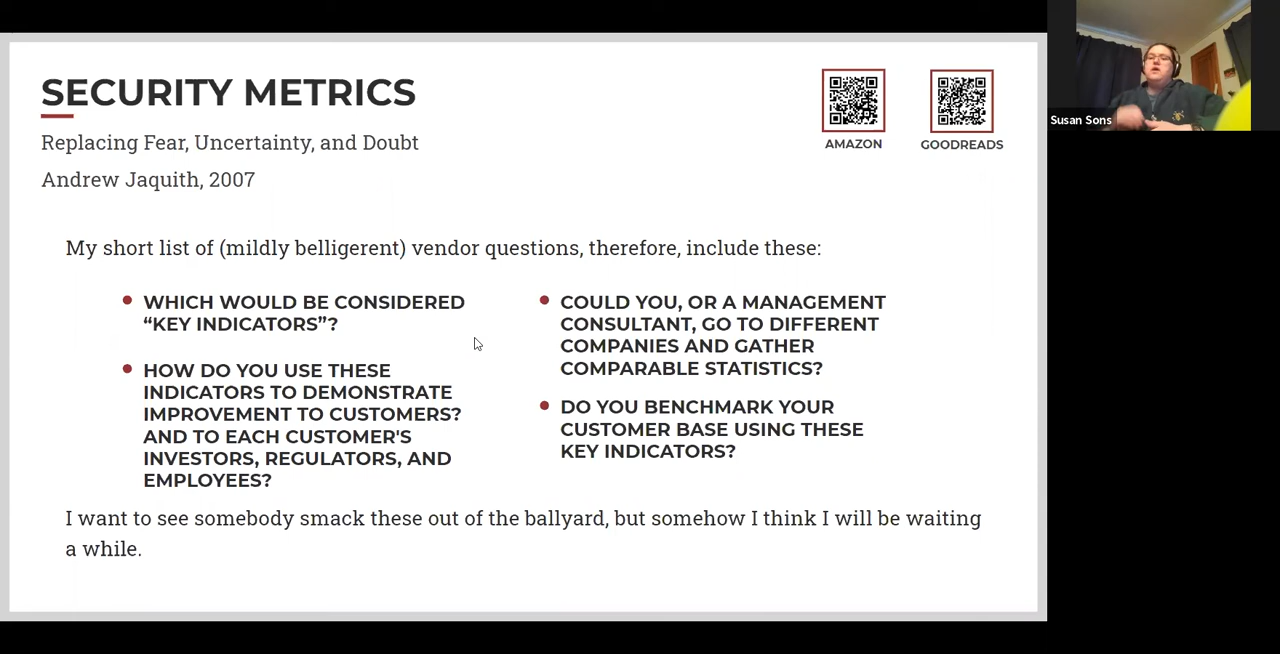 SECURITY METRICS
Replacing Fear, Uncertainty, and Doubt
Andrew Jaquith, 2007
AMAZON
GOODREADS
Susan Sons
My short list of (mildly belligerent) vendor questions, therefore, include these:
WHICH WOULD BE CONSIDERED
“KEY INDICATORS”?
HOW DO YOU USE THESE
INDICATORS TO DEMONSTRATE
IMPROVEMENT TO CUSTOMERS?
AND TO EACH CUSTOMER'S
INVESTORS, REGULATORS, AND
EMPLOYEES?
COULD YOU, OR A MANAGEMENT
CONSULTANT, GO TO DIFFERENT
COMPANIES AND GATHER
COMPARABLE STATISTICS?
DO YOU BENCHMARK YOUR
CUSTOMER BASE USING THESE
KEY INDICATORS?
I want to see somebody smack these out of the ballyard, but somehow I think I will be waiting
a while.